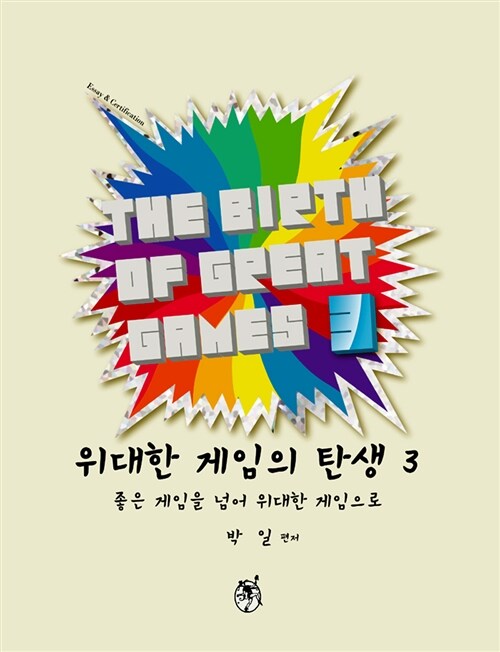 Essay & Certification
THE BIRTH
OF GREAT
GAMES 3
위대한 게임의 탄생 3
좋은 게임을 넘어 위대한 게임으로
박 일 편저